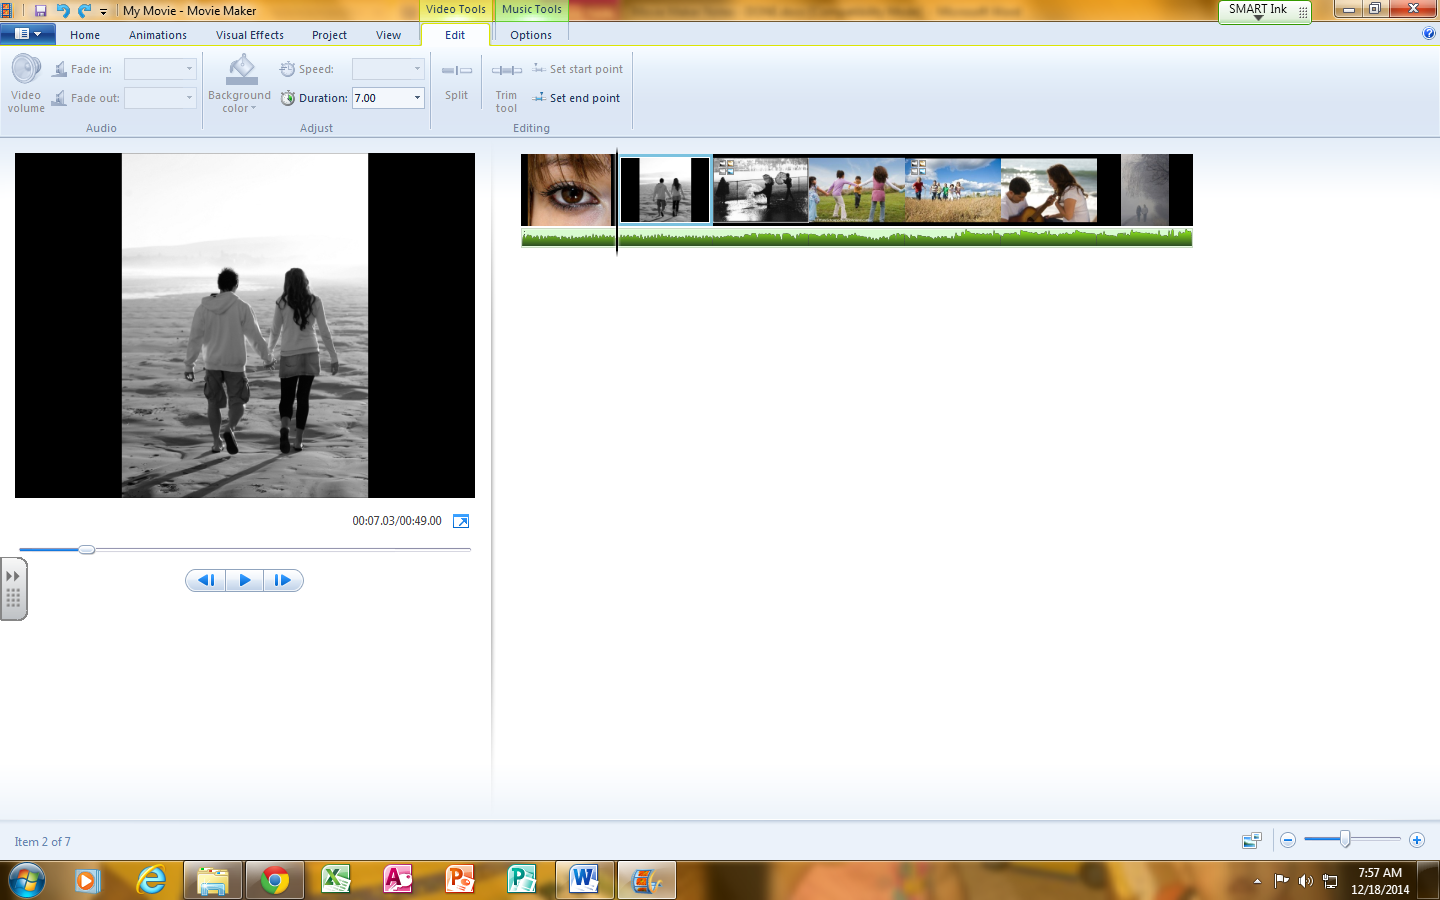 My Movie - Movie Maker
Video Tools
Music Tools
SMART Ink
Home
Animations
Visual Effects
Project
View
Edit
Options
Video
volume
Fade in:
Fade out:
Audio
Background
color
Speed:
Duration: 7.00
Adjust
Split
Trim
tool
Set start point
Set end point
Editing
00:07.03/00:49.00
Item 2 of 7
7:57 AM
12/18/2014